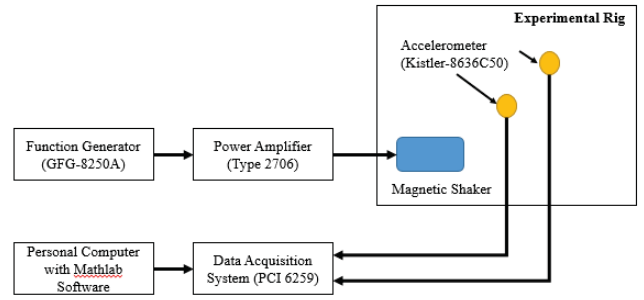 Experimental Rig
Accelerometer
(Kistler-8636C50)
Function Generator
(GFG-8250A)
Power Amplifier
(Type 2706)
Magnetic Shaker
Personal Computer
with Mathlab
Software
Data Acquisition
System (PCI 6259)